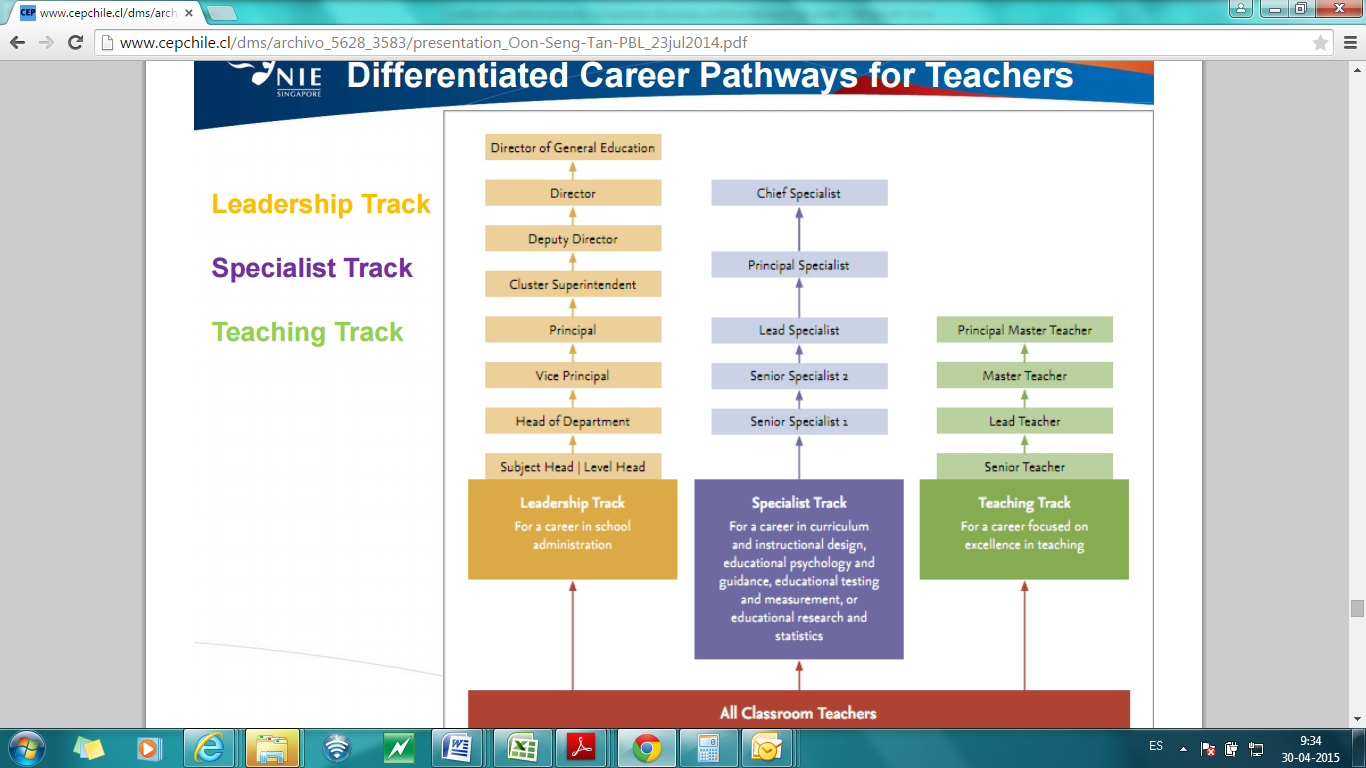 www.cepchile.cl/dms/arch
www.cepchile.cl/dms/archivo_5628_3583/presentation_Oon-Seng-Tan-PBL_23jul2014.pdf
CEP
NIE
SINGAPORE
Differentiated Career Pathways for Teachers
Leadership Track
Specialist Track
Teaching Track
Director of General Education
Director
Deputy Director
Cluster Superintendent
Principal
Vice Principal
Head of Department
Subject Head | Level Head
Leadership Track
For a career in school
administration
Chief Specialist
Principal Specialist
Lead Specialist
Senior Specialist 2
Senior Specialist 1
Specialist Track
For a career in curriculum
and instructional design,
educational psychology and
guidance, educational testing
and measurement, or
educational research and
statistics
Principal Master Teacher
Master Teacher
Lead Teacher
Senior Teacher
Teaching Track
For a career focused on
excellence in teaching
All Classroom Teachers
ES
9:34
30-04-2015